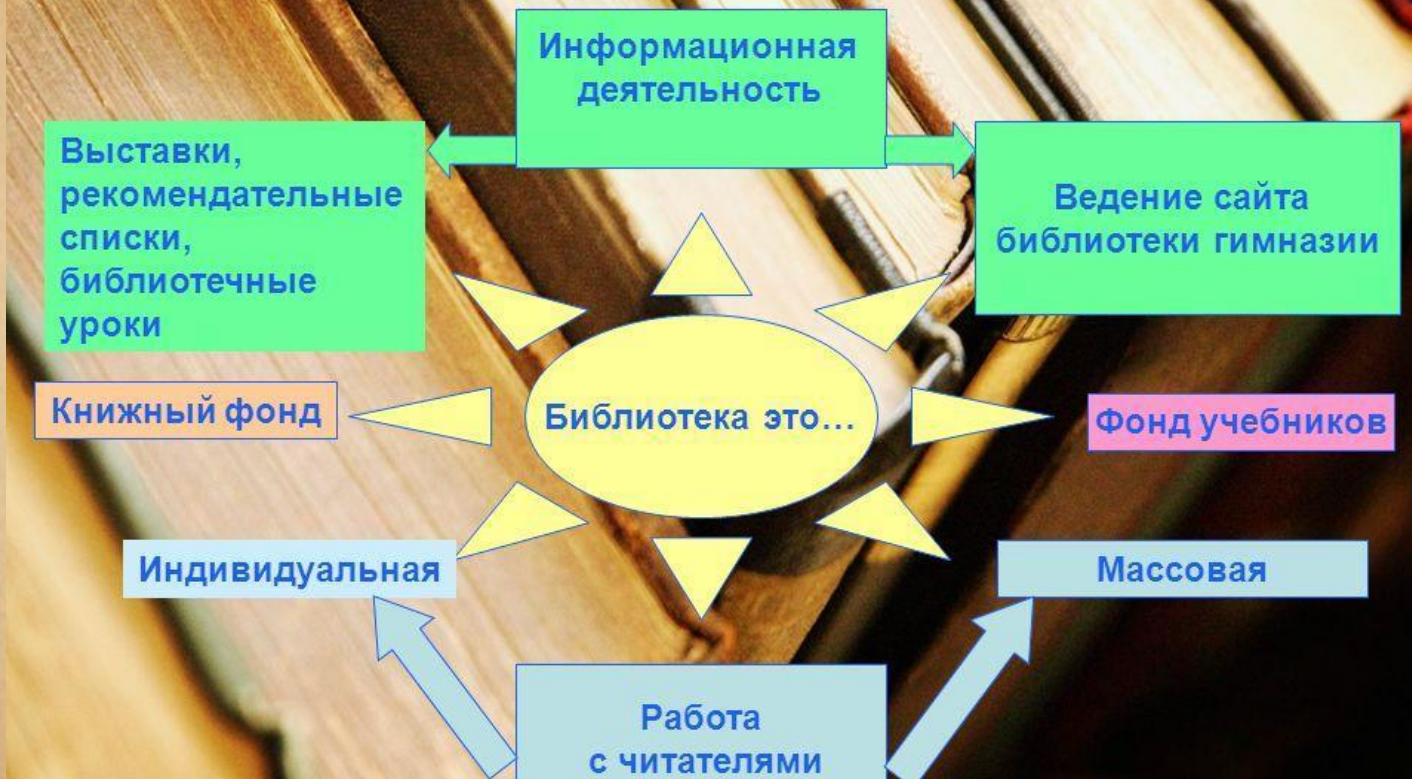 Информационная
деятельность
Выставки,
рекомендательные
списки,
библиотечные
уроки
Ведение сайта
библиотеки гимназии
Книжный фонд
Библиотека это...
Фонд учебников
Индивидуальная
Массовая
Работа
с читателями